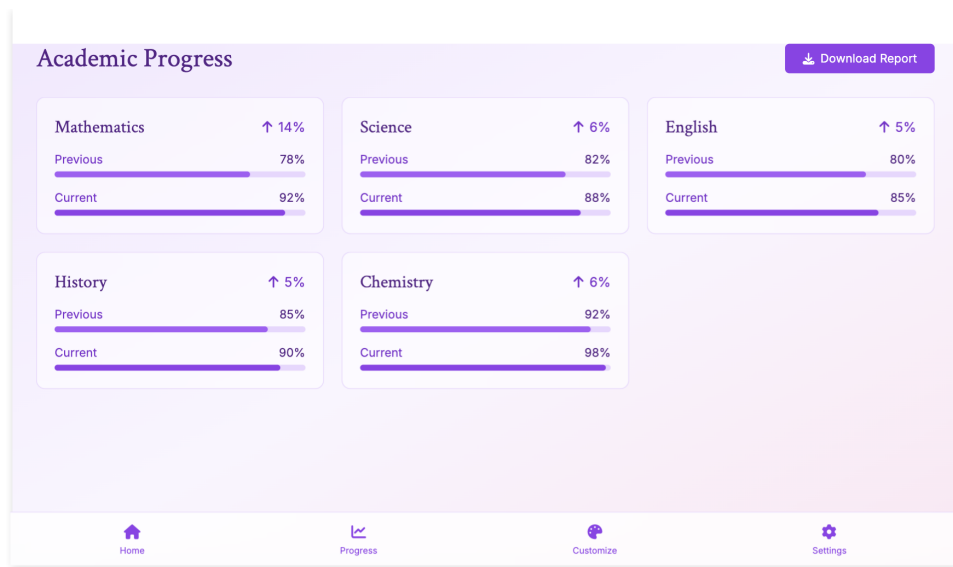 Academic Progress
Download Report
Mathematics ↑ 14%
Previous 78%
Current 92%
Science ↑ 6%
Previous 82%
Current 88%
English ↑ 5%
Previous 80%
Current 85%
History ↑ 5%
Previous 85%
Current 90%
Chemistry ↑ 6%
Previous 92%
Current 98%
Home
Progress
Customize
Settings